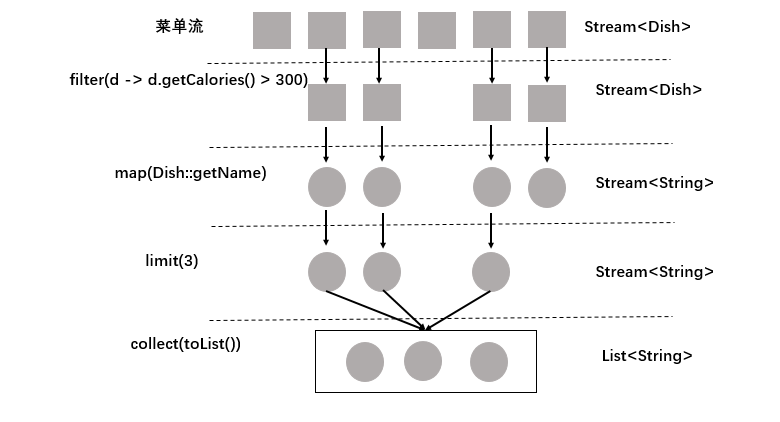 菜单流
Stream<Dish>
filter(d -> d.getCalories() > 300)
Stream<Dish>
map(Dish::getName)
Stream<String>
limit(3)
Stream<String>
collect(toList())
List<String>